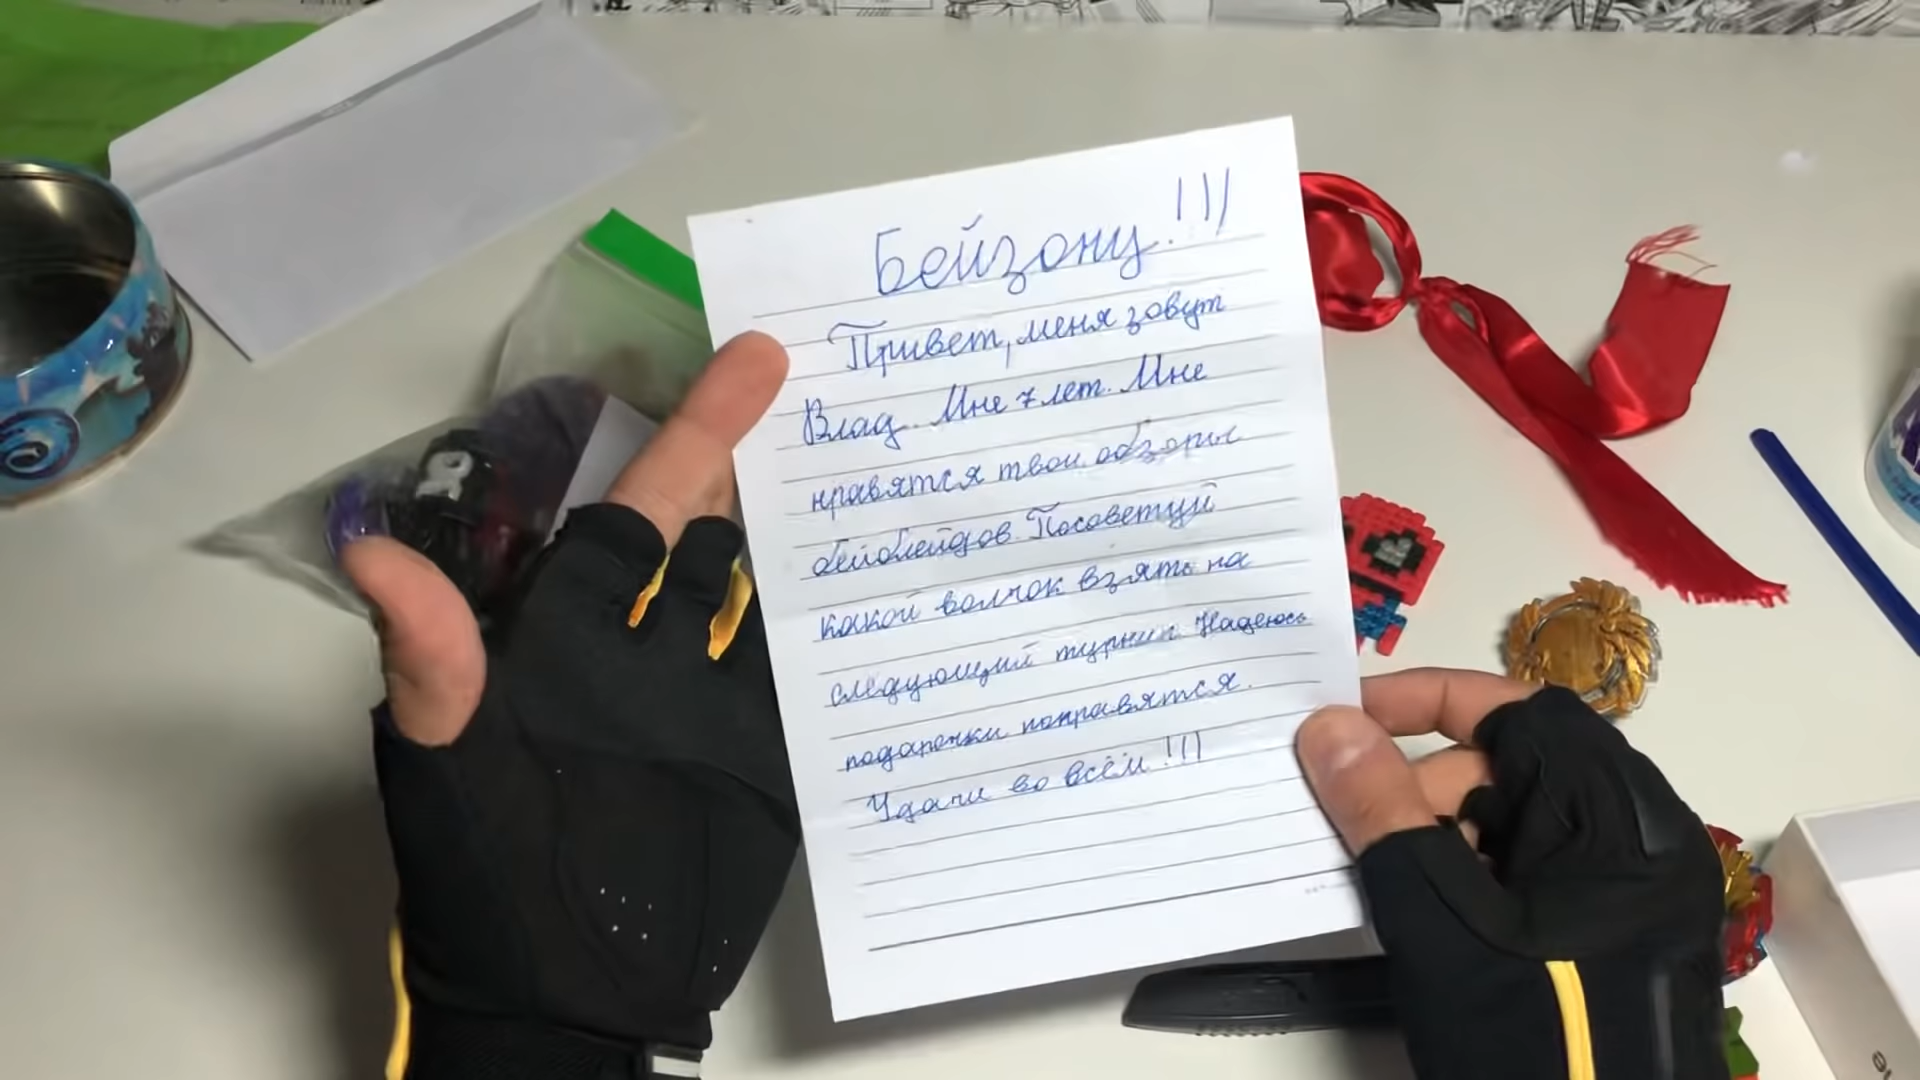 Бейзону!!!
Привет, меня зовут
Влад. Мне 7 лет. Мне
нравятся твои обзоры
бейблейдов. Посоветуй
какой волчок взять на
следующий турнир. Надеюсь
подарочки понравятся.
Удачи во всём!!!